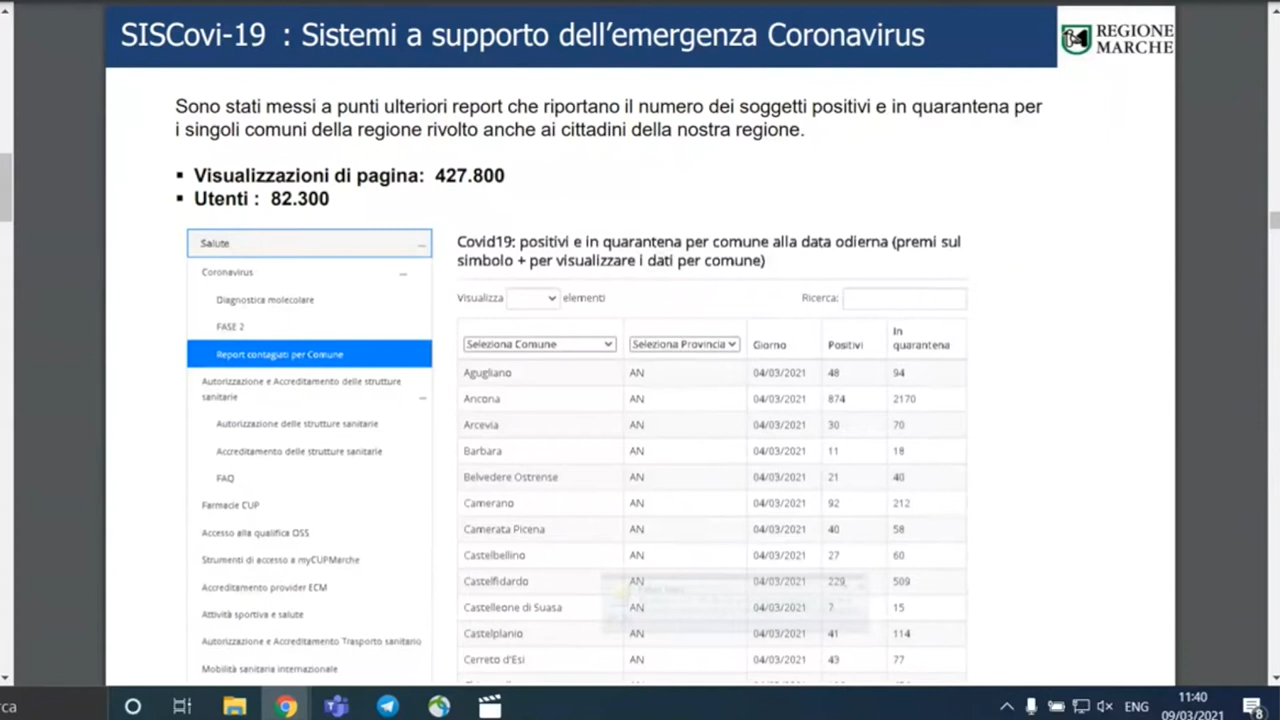 SISCovi-19 : Sistemi a supporto dell'emergenza Coronavirus
REGIONE
MARCHE
Sono stati messi a punti ulteriori report che riportano il numero dei soggetti positivi e in quarantena per
i singoli comuni della regione rivolto anche ai cittadini della nostra regione.
▪ Visualizzazioni di pagina: 427.800
▪ Utenti : 82.300
Salute
Coronavirus
Diagnostica molecolare
FASE 2
Report contagiati per Comune
Autorizzazione e Accreditamento delle strutture
sanitarie
Autorizzazione delle strutture sanitarie
Accreditamento delle strutture sanitarie
FAQ
Farmacie CUP
Accesso alla qualifica OSS
Strumenti di accesso a myCUPMarche
Accreditamento provider ECM
Attività sportiva e salute
Autorizzazione e Accreditamento Trasporto sanitario
Mobilità sanitaria internazionale
Covid19: positivi e in quarantena per comune alla data odierna (premi sul
simbolo + per visualizzare i dati per comune)
Visualizza elementi Ricerca:
Seleziona Comune Seleziona Provincia Giorno Positivi In quarantena
Agugliano AN 04/03/2021 48 94
Ancona AN 04/03/2021 874 2170
Arcevia AN 04/03/2021 30 70
Barbara AN 04/03/2021 11 18
Belvedere Ostrense AN 04/03/2021 21 40
Camerano AN 04/03/2021 92 212
Camerata Picena AN 04/03/2021 40 58
Castelbellino AN 04/03/2021 27 60
Castelfidardo AN 04/03/2021 229 509
Castelleone di Suasa AN 04/03/2021 7 15
Castelplanio AN 04/03/2021 41 114
Cerreto d'Esi AN 04/03/2021 43 77
rca
ENG
11:40
09/03/2021
8